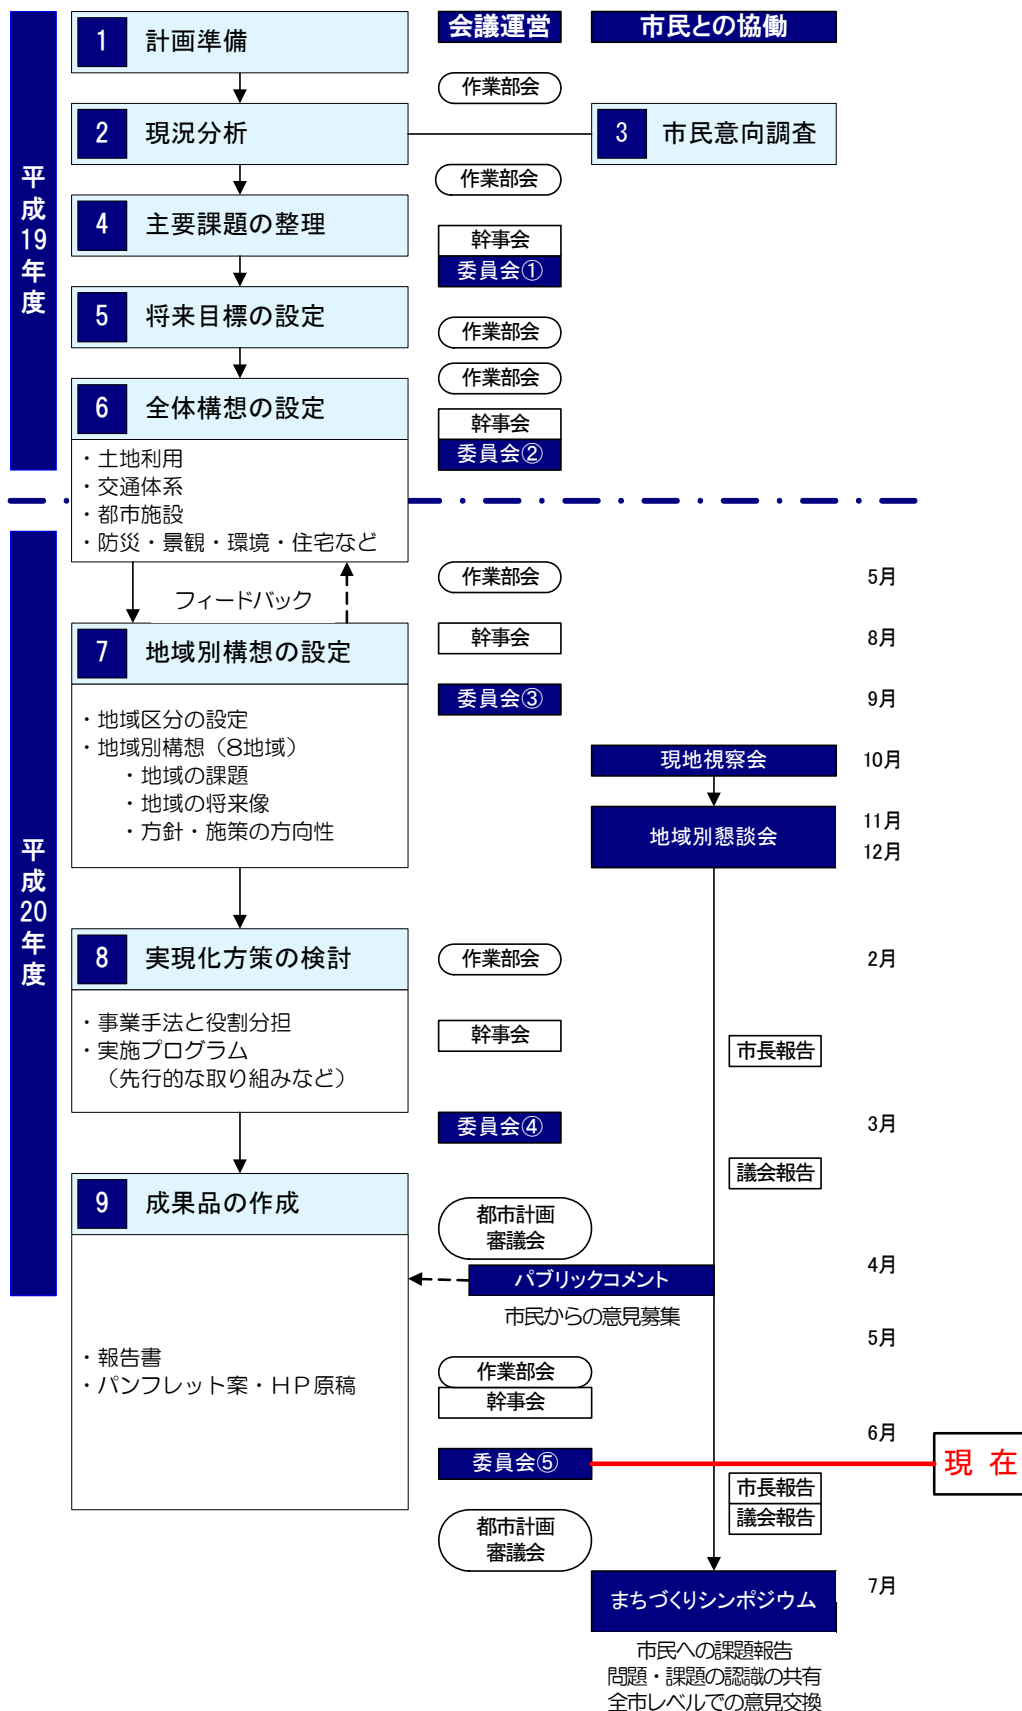 会議運営
市民との協働
平成19年度
1 計画準備
作業部会
2 現況分析
3 市民意向調査
作業部会
4 主要課題の整理
幹事会
委員会①
5 将来目標の設定
作業部会
作業部会
6 全体構想の設定
幹事会
委員会②
・土地利用
・交通体系
・都市施設
・防災・景観・環境・住宅など
平成20年度
作業部会
5月
フィードバック
7 地域別構想の設定
幹事会
8月
委員会③
9月
・地域区分の設定
・地域別構想（8地域）
・地域の課題
・地域の将来像
・方針・施策の方向性
現地視察会
10月
地域別懇談会
11月
12月
8 実現化方策の検討
作業部会
2月
・事業手法と役割分担
・実施プログラム
（先行的な取り組みなど）
幹事会
市長報告
委員会④
3月
議会報告
9 成果品の作成
都市計画
審議会
パブリックコメント
4月
市民からの意見募集
5月
・報告書
・パンフレット案・ＨＰ原稿
作業部会
幹事会
6月
委員会⑤
現 在
市長報告
議会報告
都市計画
審議会
まちづくりシンポジウム
7月
市民への課題報告
問題・課題の認識の共有
全市レベルでの意見交換